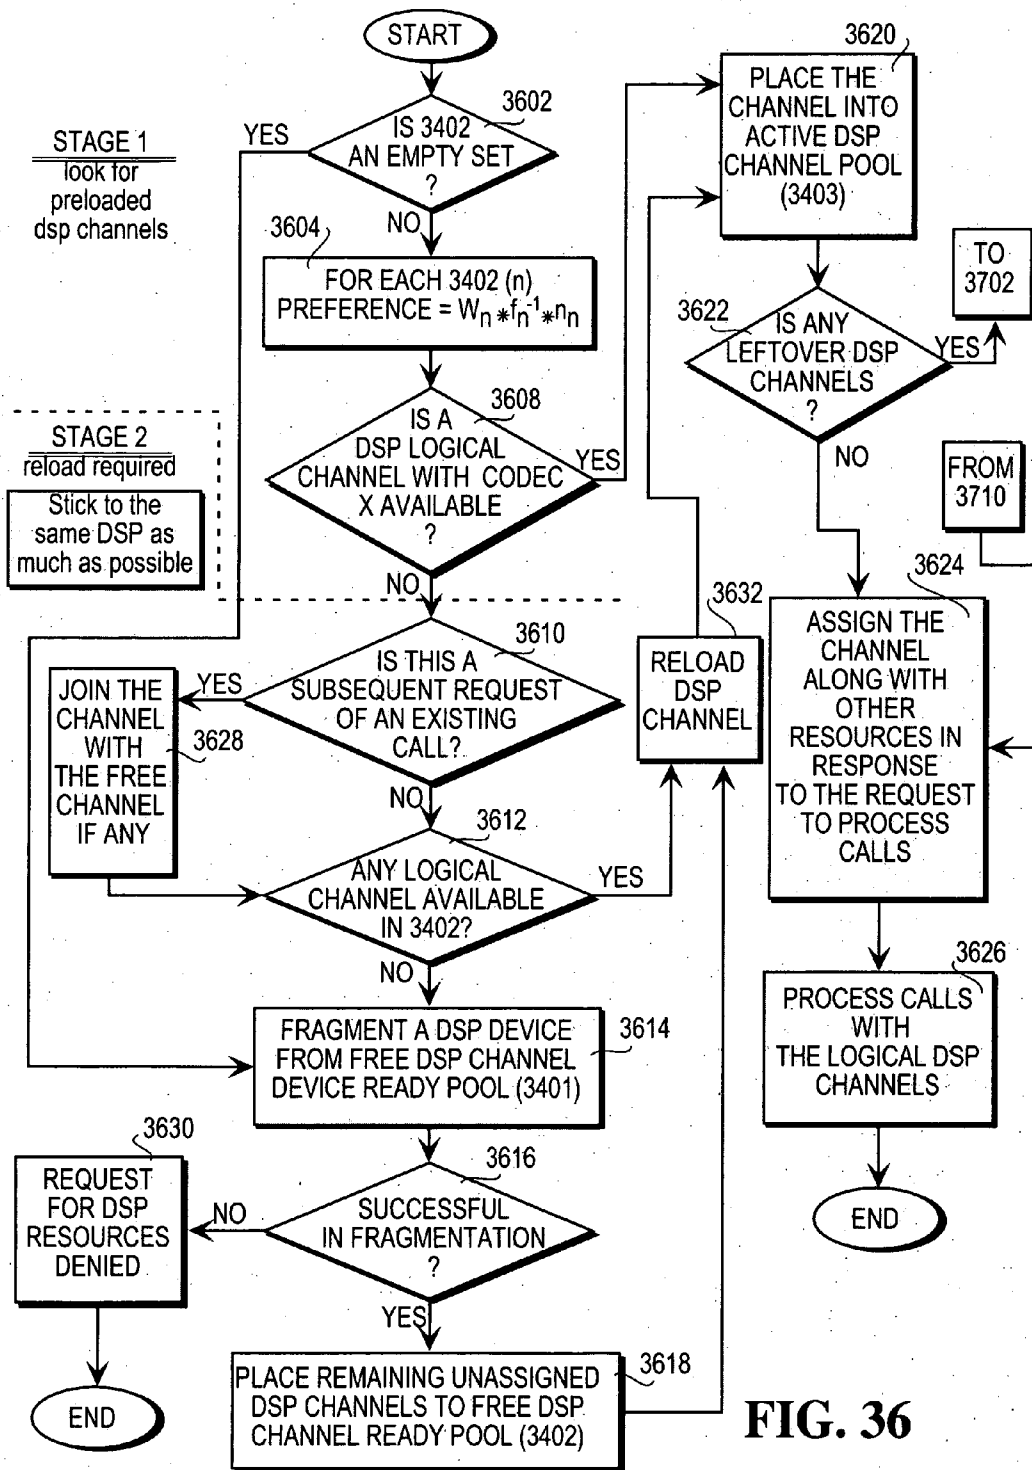 START
3602
IS 3402
AN EMPTY SET
?
YES
NO
STAGE 1
look for
preloaded
dsp channels
3604
FOR EACH 3402 (n)
PREFERENCE = Wn * fn^-1 * nn
3608
IS A
DSP LOGICAL
CHANNEL WITH CODEC
X AVAILABLE
?
YES
NO
STAGE 2
reload required
Stick to the
same DSP as
much as possible
3610
IS THIS A
SUBSEQUENT REQUEST
OF AN EXISTING
CALL?
YES
NO
JOIN THE
CHANNEL
WITH
THE FREE
CHANNEL
IF ANY
3628
3612
ANY LOGICAL
CHANNEL AVAILABLE
IN 3402?
YES
NO
3632
RELOAD
DSP
CHANNEL
FRAGMENT A DSP DEVICE
FROM FREE DSP CHANNEL
DEVICE READY POOL (3401)
3614
3616
SUCCESSFUL
IN FRAGMENTATION
?
NO
YES
3630
REQUEST
FOR DSP
RESOURCES
DENIED
END
3618
PLACE REMAINING UNASSIGNED
DSP CHANNELS TO FREE DSP
CHANNEL READY POOL (3402)
3620
PLACE THE
CHANNEL INTO
ACTIVE DSP
CHANNEL POOL
(3403)
3622
IS ANY
LEFTOVER DSP
CHANNELS
?
YES
NO
TO
3702
FROM
3710
3624
ASSIGN THE
CHANNEL
ALONG WITH
OTHER
RESOURCES IN
RESPONSE
TO THE REQUEST
TO PROCESS
CALLS
3626
PROCESS CALLS
WITH
THE LOGICAL DSP
CHANNELS
END
FIG. 36